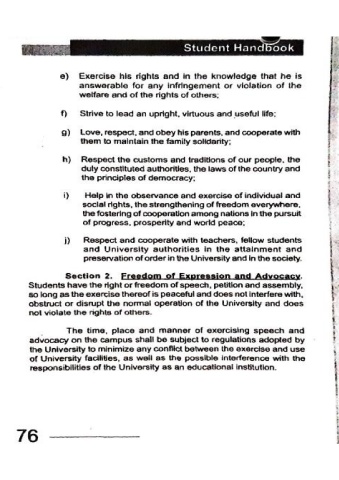 Student Handbook
e) Exercise his rights and in the knowledge that he is
answerable for any infringement or violation of the
welfare and of the rights of others;
f) Strive to lead an upright, virtuous and useful life;
g) Love, respect, and obey his parents, and cooperate with
them to maintain the family solidarity;
h) Respect the customs and traditions of our people, the
duly constituted authorities, the laws of the country and
the principles of democracy;
i) Help in the observance and exercise of individual and
social rights, the strengthening of freedom everywhere,
the fostering of cooperation among nations in the pursuit
of progress, prosperity and world peace;
j) Respect and cooperate with teachers, fellow students
and University authorities in the attainment and
preservation of order in the University and in the society.
Section 2. Freedom of Expression and Advocacy.
Students have the right or freedom of speech, petition and assembly,
so long as the exercise thereof is peaceful and does not interfere with,
obstruct or disrupt the normal operation of the University and does
not violate the rights of others.
The time, place and manner of exercising speech and
advocacy on the campus shall be subject to regulations adopted by
the University to minimize any conflict between the exercise and use
of University facilities, as well as the possible interference with the
responsibilities of the University as an educational institution.
76